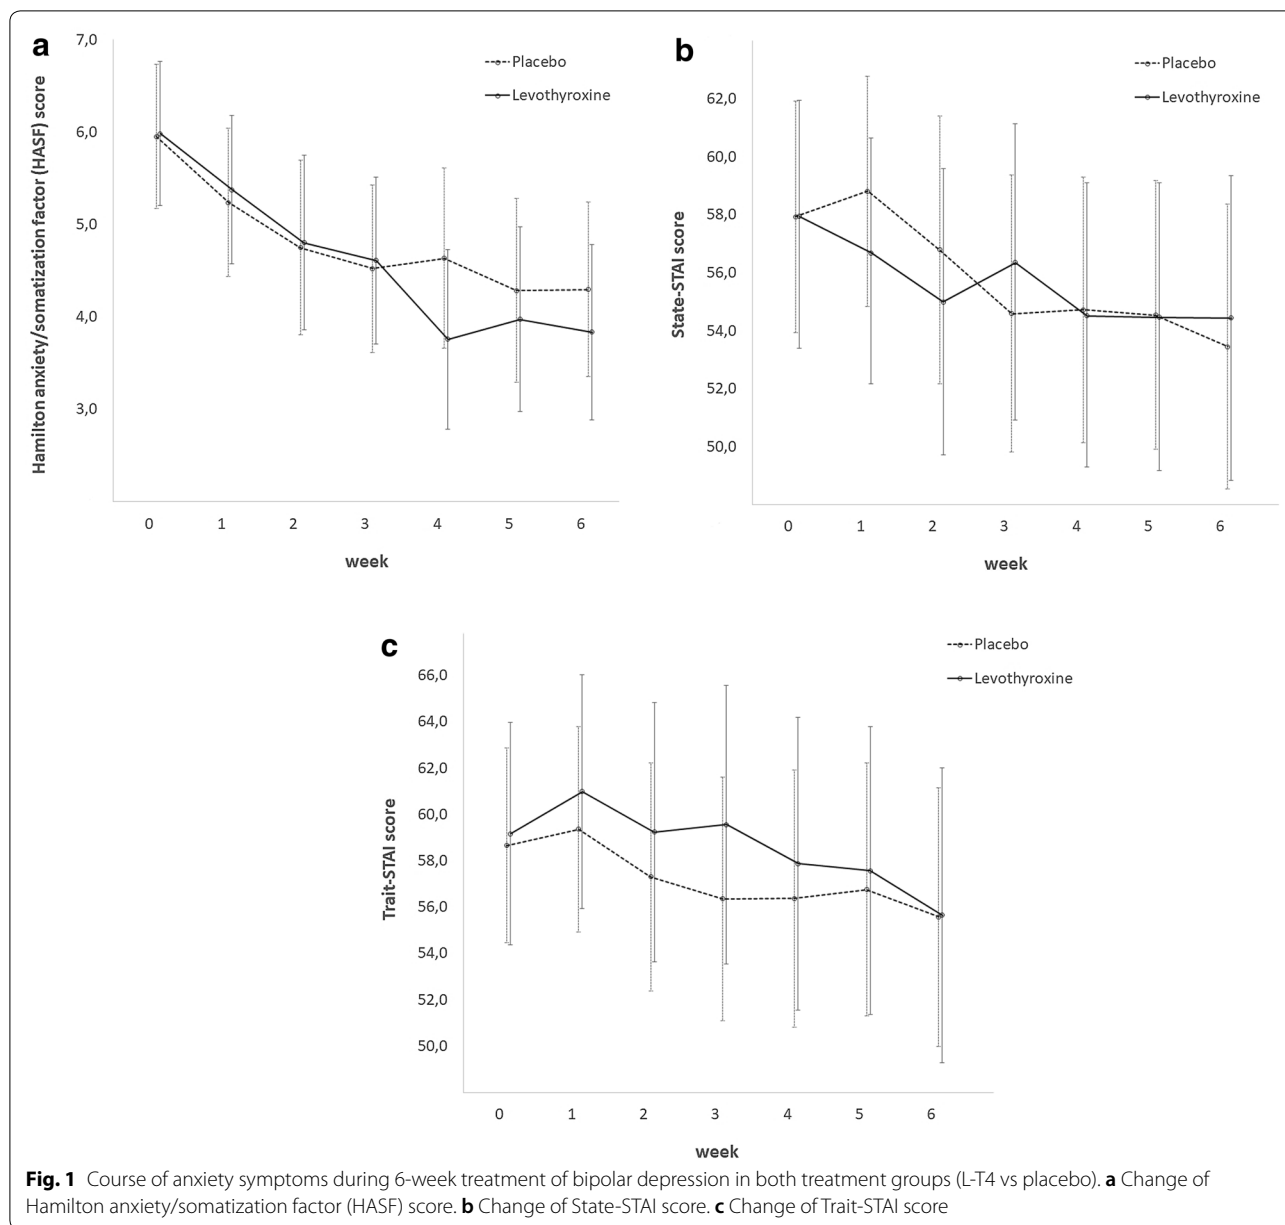 a
7,0
6,0
5,0
4,0
3,0
Hamilton anxiety/somatization factor (HASF) score
Placebo
Levothyroxine
0 1 2 3 4 5 6
week
b
62,0
60,0
58,0
56,0
54,0
52,0
50,0
State-STAI score
Placebo
Levothyroxine
0 1 2 3 4 5 6
week
c
66,0
64,0
62,0
60,0
58,0
56,0
54,0
52,0
50,0
Trait-STAI score
Placebo
Levothyroxine
0 1 2 3 4 5 6
week
Fig. 1 Course of anxiety symptoms during 6-week treatment of bipolar depression in both treatment groups (L-T4 vs placebo). a Change of
Hamilton anxiety/somatization factor (HASF) score. b Change of State-STAI score. c Change of Trait-STAI score